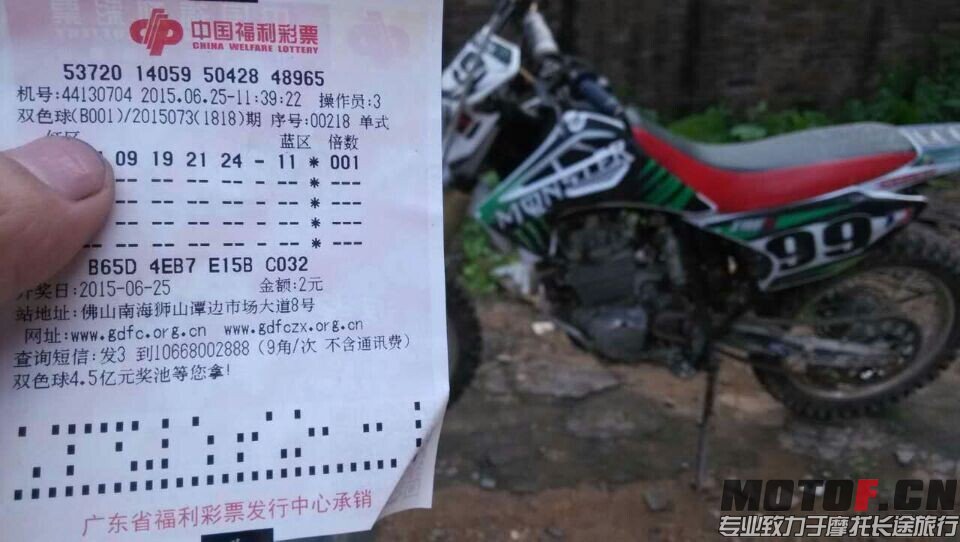 中国福利彩票
CHINA WELFARE LOTTERY
53720 14059 50428 48965
机号:44130704 2015.06.25-11:39:22 操作员:3
双色球(B001)/2015073(1818)期 序号:00218 单式
红区 蓝区 倍数
09 19 21 24 - 11 * 001
-- -- -- -- -- - -- * ---
-- -- -- -- -- - -- * ---
-- -- -- -- -- - -- * ---
-- -- -- -- -- - -- * ---
B65D 4EB7 E15B C032
开奖日:2015-06-25 金额:2元
站地址:佛山南海狮山谭边市场大道8号
网址:www.gdfc.org.cn www.gdfczx.org.cn
查询短信:发3 到10668002888 (9角/次 不含通讯费)
双色球4.5亿元奖池等您拿!
广东省福利彩票发行中心承销
MONSTER
99
MOTOF.CN
专业致力于摩托长途旅行